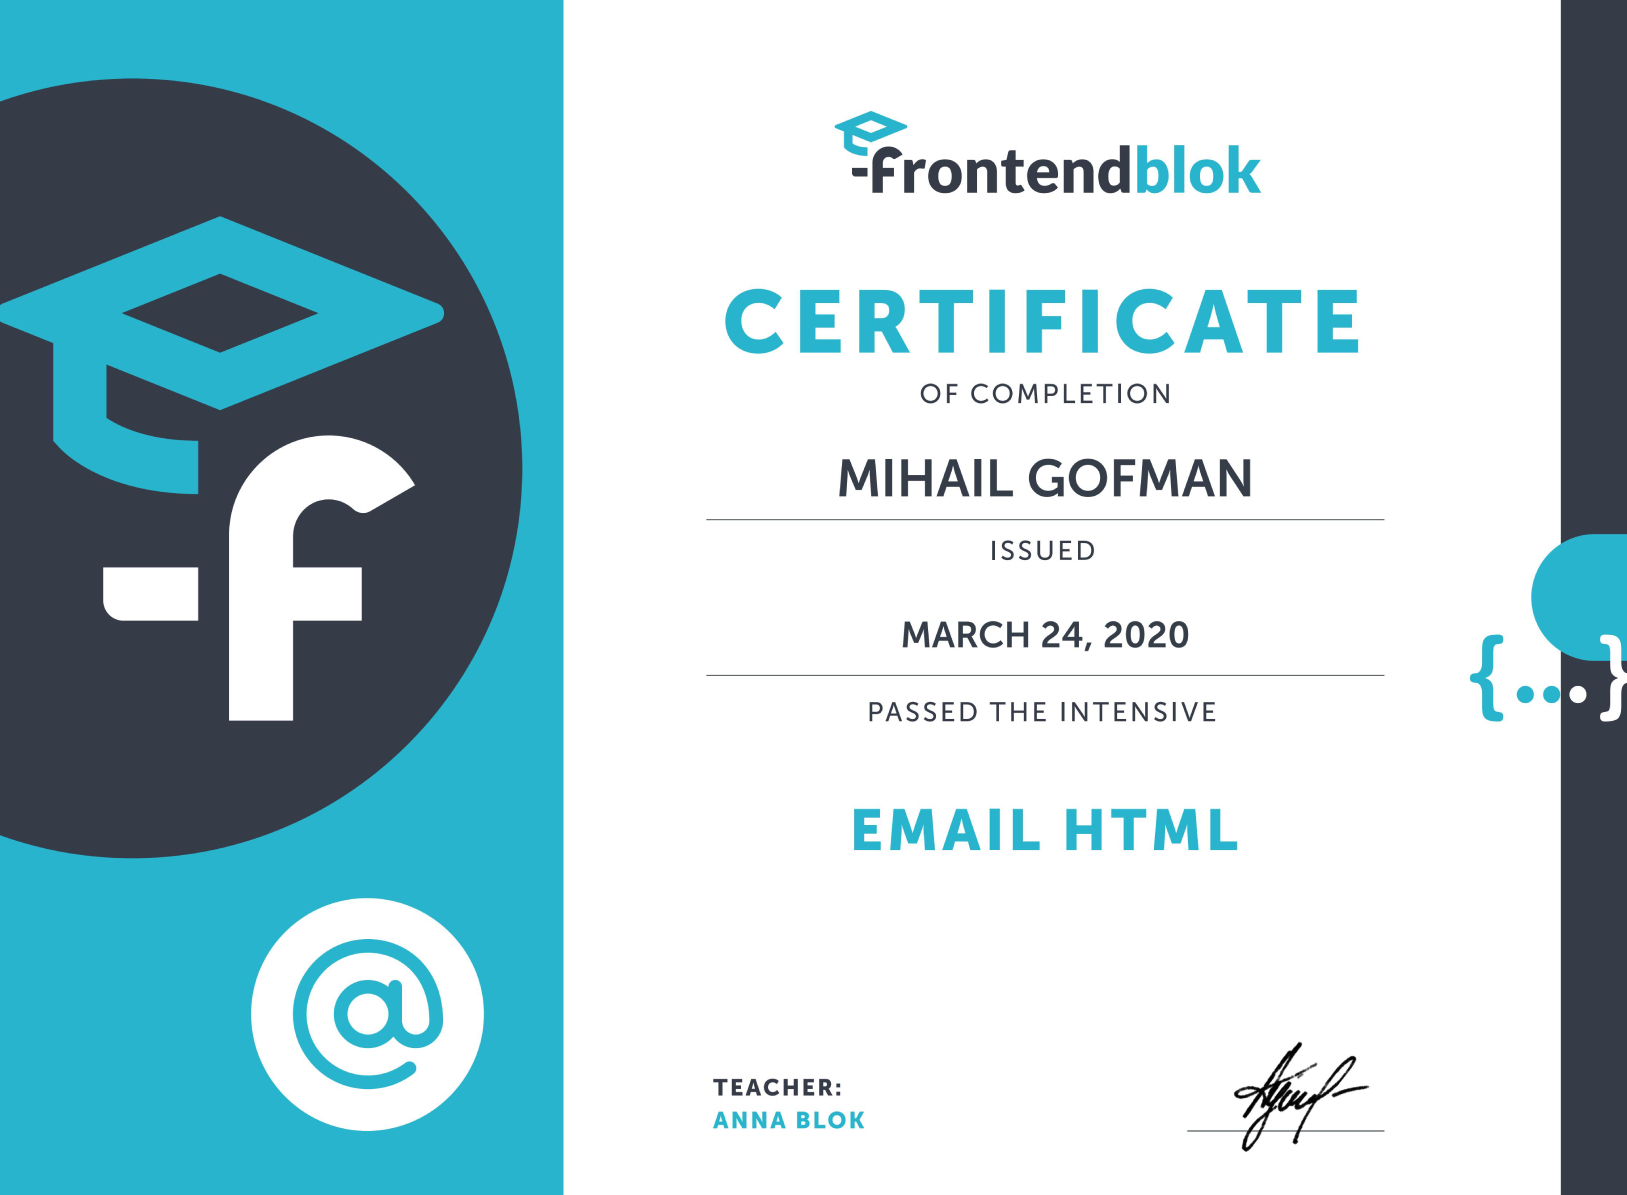 frontendblok
CERTIFICATE
OF COMPLETION
MIHAIL GOFMAN
ISSUED
MARCH 24, 2020
PASSED THE INTENSIVE
{...}
EMAIL HTML
-f
@
TEACHER:
ANNA BLOK